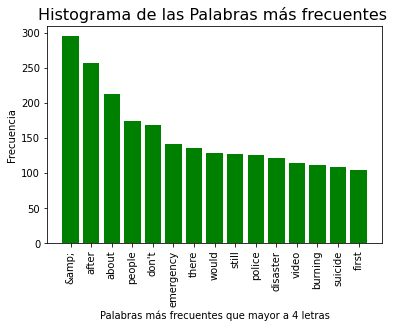 Histograma de las Palabras más frecuentes
Frecuencia
300
250
200
150
100
50
0
&amp;
after
about
people
don't
emergency
there
would
still
police
disaster
video
burning
suicide
first
Palabras más frecuentes que mayor a 4 letras